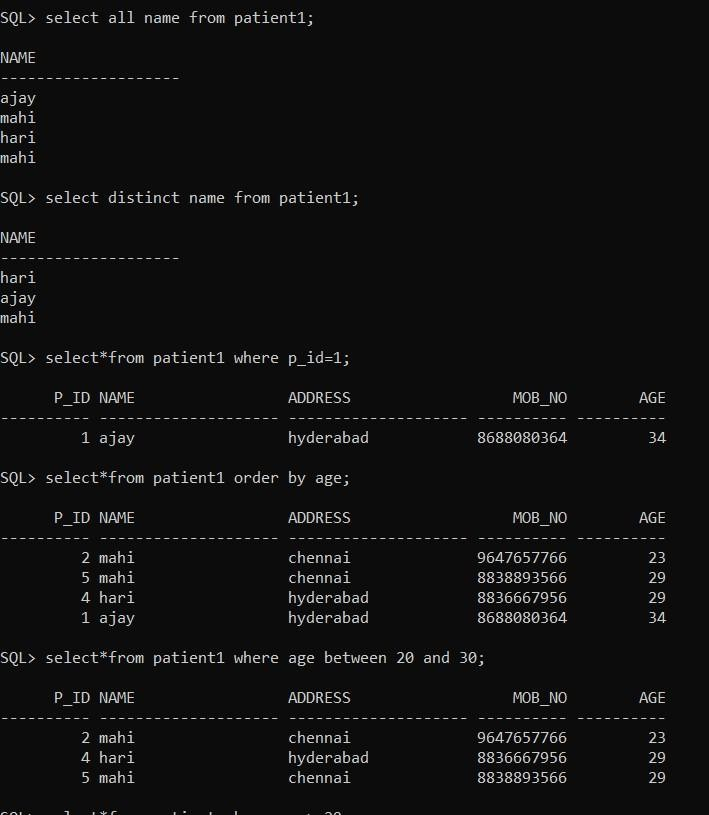 SQL> select all name from patient1;
NAME
--------------------
ajay
mahi
hari
mahi
SQL> select distinct name from patient1;
NAME
--------------------
hari
ajay
mahi
SQL> select*from patient1 where p_id=1;
      P_ID NAME                 ADDRESS                  MOB_NO        AGE
---------- -------------------- -------------------- ---------- ----------
         1 ajay                 hyderabad            8688080364         34
SQL> select*from patient1 order by age;
      P_ID NAME                 ADDRESS                  MOB_NO        AGE
---------- -------------------- -------------------- ---------- ----------
         2 mahi                 chennai              9647657766         23
         5 mahi                 chennai              8838893566         29
         4 hari                 hyderabad            8836667956         29
         1 ajay                 hyderabad            8688080364         34
SQL> select*from patient1 where age between 20 and 30;
      P_ID NAME                 ADDRESS                  MOB_NO        AGE
---------- -------------------- -------------------- ---------- ----------
         2 mahi                 chennai              9647657766         23
         4 hari                 hyderabad            8836667956         29
         5 mahi                 chennai              8838893566         29